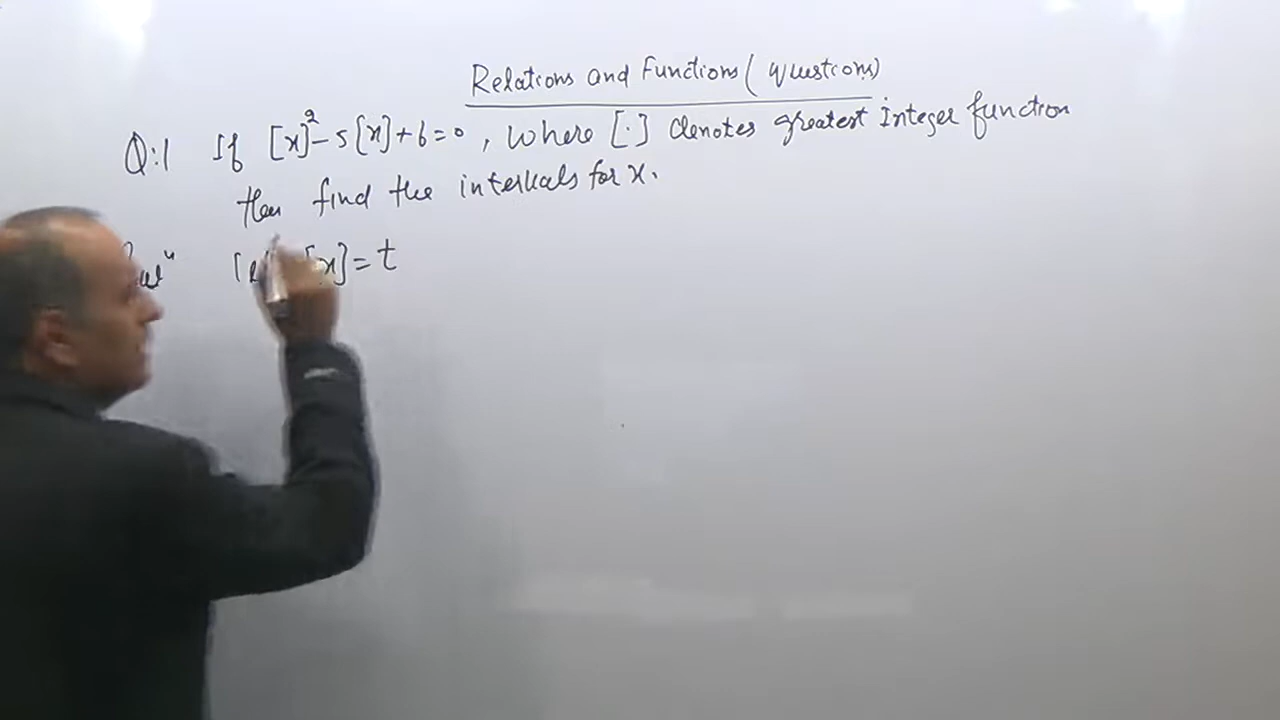 Relations and Functions (Questions)
Q:1 If [x]²-5[x]+6=0, where [.] denotes greatest Integer function
then find the intervals for x.
[x]=t